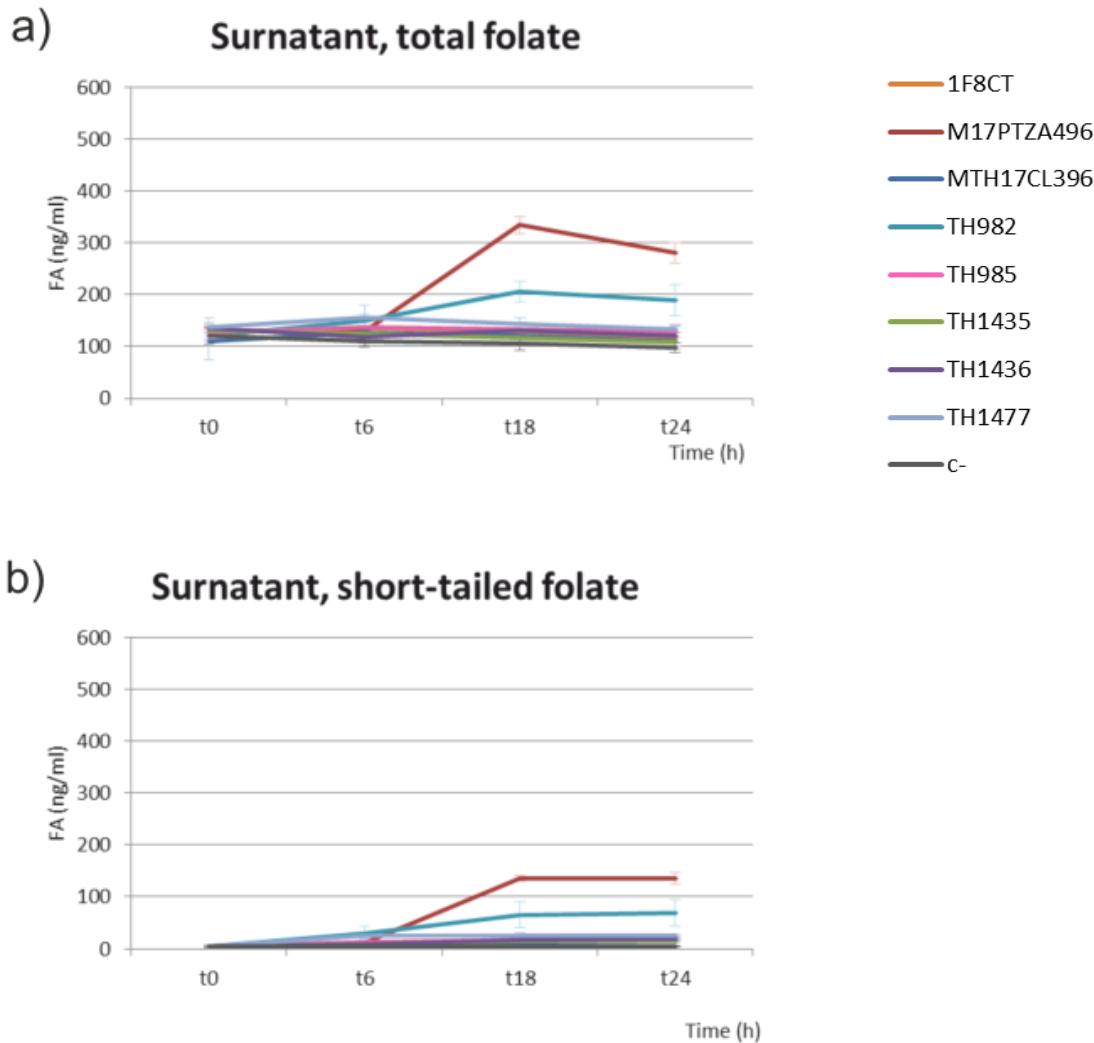 a)
Surnatant, total folate
600
500
400
300
200
100
0
FA (ng/ml)
t0 t6 t18 t24
Time (h)
1F8CT
M17PTZA496
MTH17CL396
TH982
TH985
TH1435
TH1436
TH1477
c-
b)
Surnatant, short-tailed folate
600
500
400
300
200
100
0
FA (ng/ml)
t0 t6 t18 t24
Time (h)